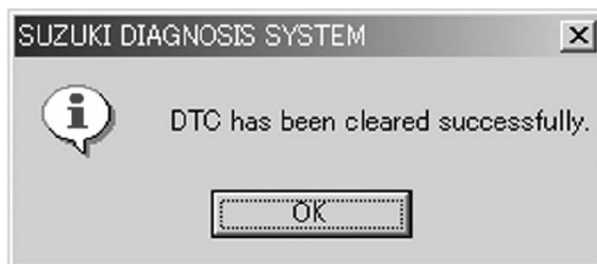 SUZUKI DIAGNOSIS SYSTEM
DTC has been cleared successfully.
OK